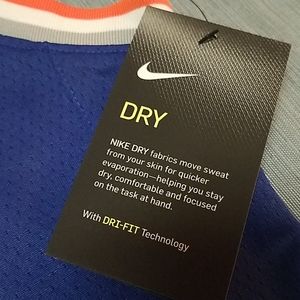 DRY
NIKE DRY fabrics move sweat
from your skin for quicker
evaporation—helping you stay
dry, comfortable and focused
on the task at hand.
With DRI-FIT Technology